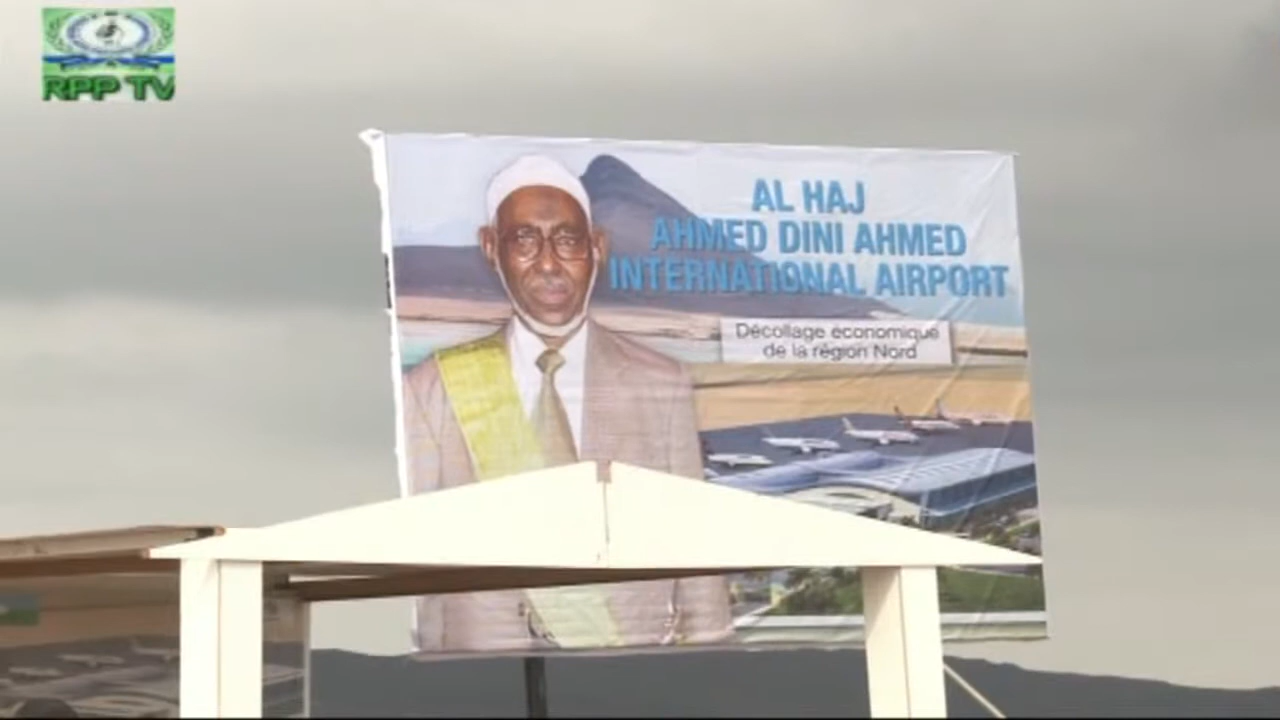 RPP TV
AL HAJ
AHMED DINI AHMED
INTERNATIONAL AIRPORT
Décollage économique
de la région Nord